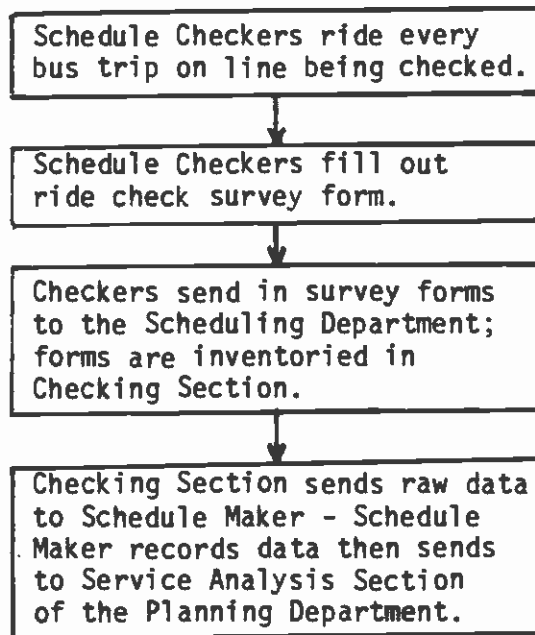 Schedule Checkers ride every
bus trip on line being checked.
Schedule Checkers fill out
ride check survey form.
Checkers send in survey forms
to the Scheduling Department;
forms are inventoried in
Checking Section.
Checking Section sends raw data
to Schedule Maker - Schedule
Maker records data then sends
to Service Analysis Section
of the Planning Department.